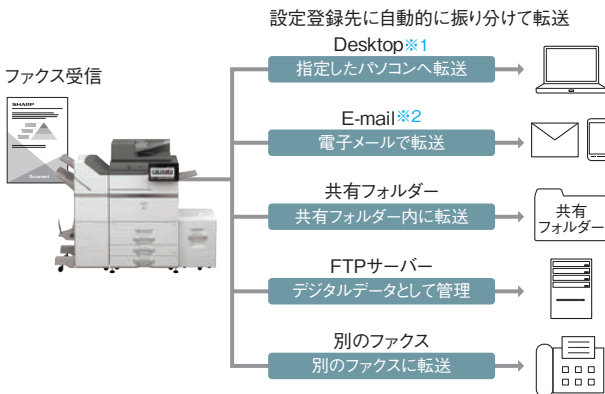 設定登録先に自動的に振り分けて転送
ファクス受信
SHARP
Document
Desktop※1
指定したパソコンへ転送
E-mail※2
電子メールで転送
共有フォルダー
共有フォルダー内に転送
共有
フォルダー
FTPサーバー
デジタルデータとして管理
別のファクス
別のファクスに転送